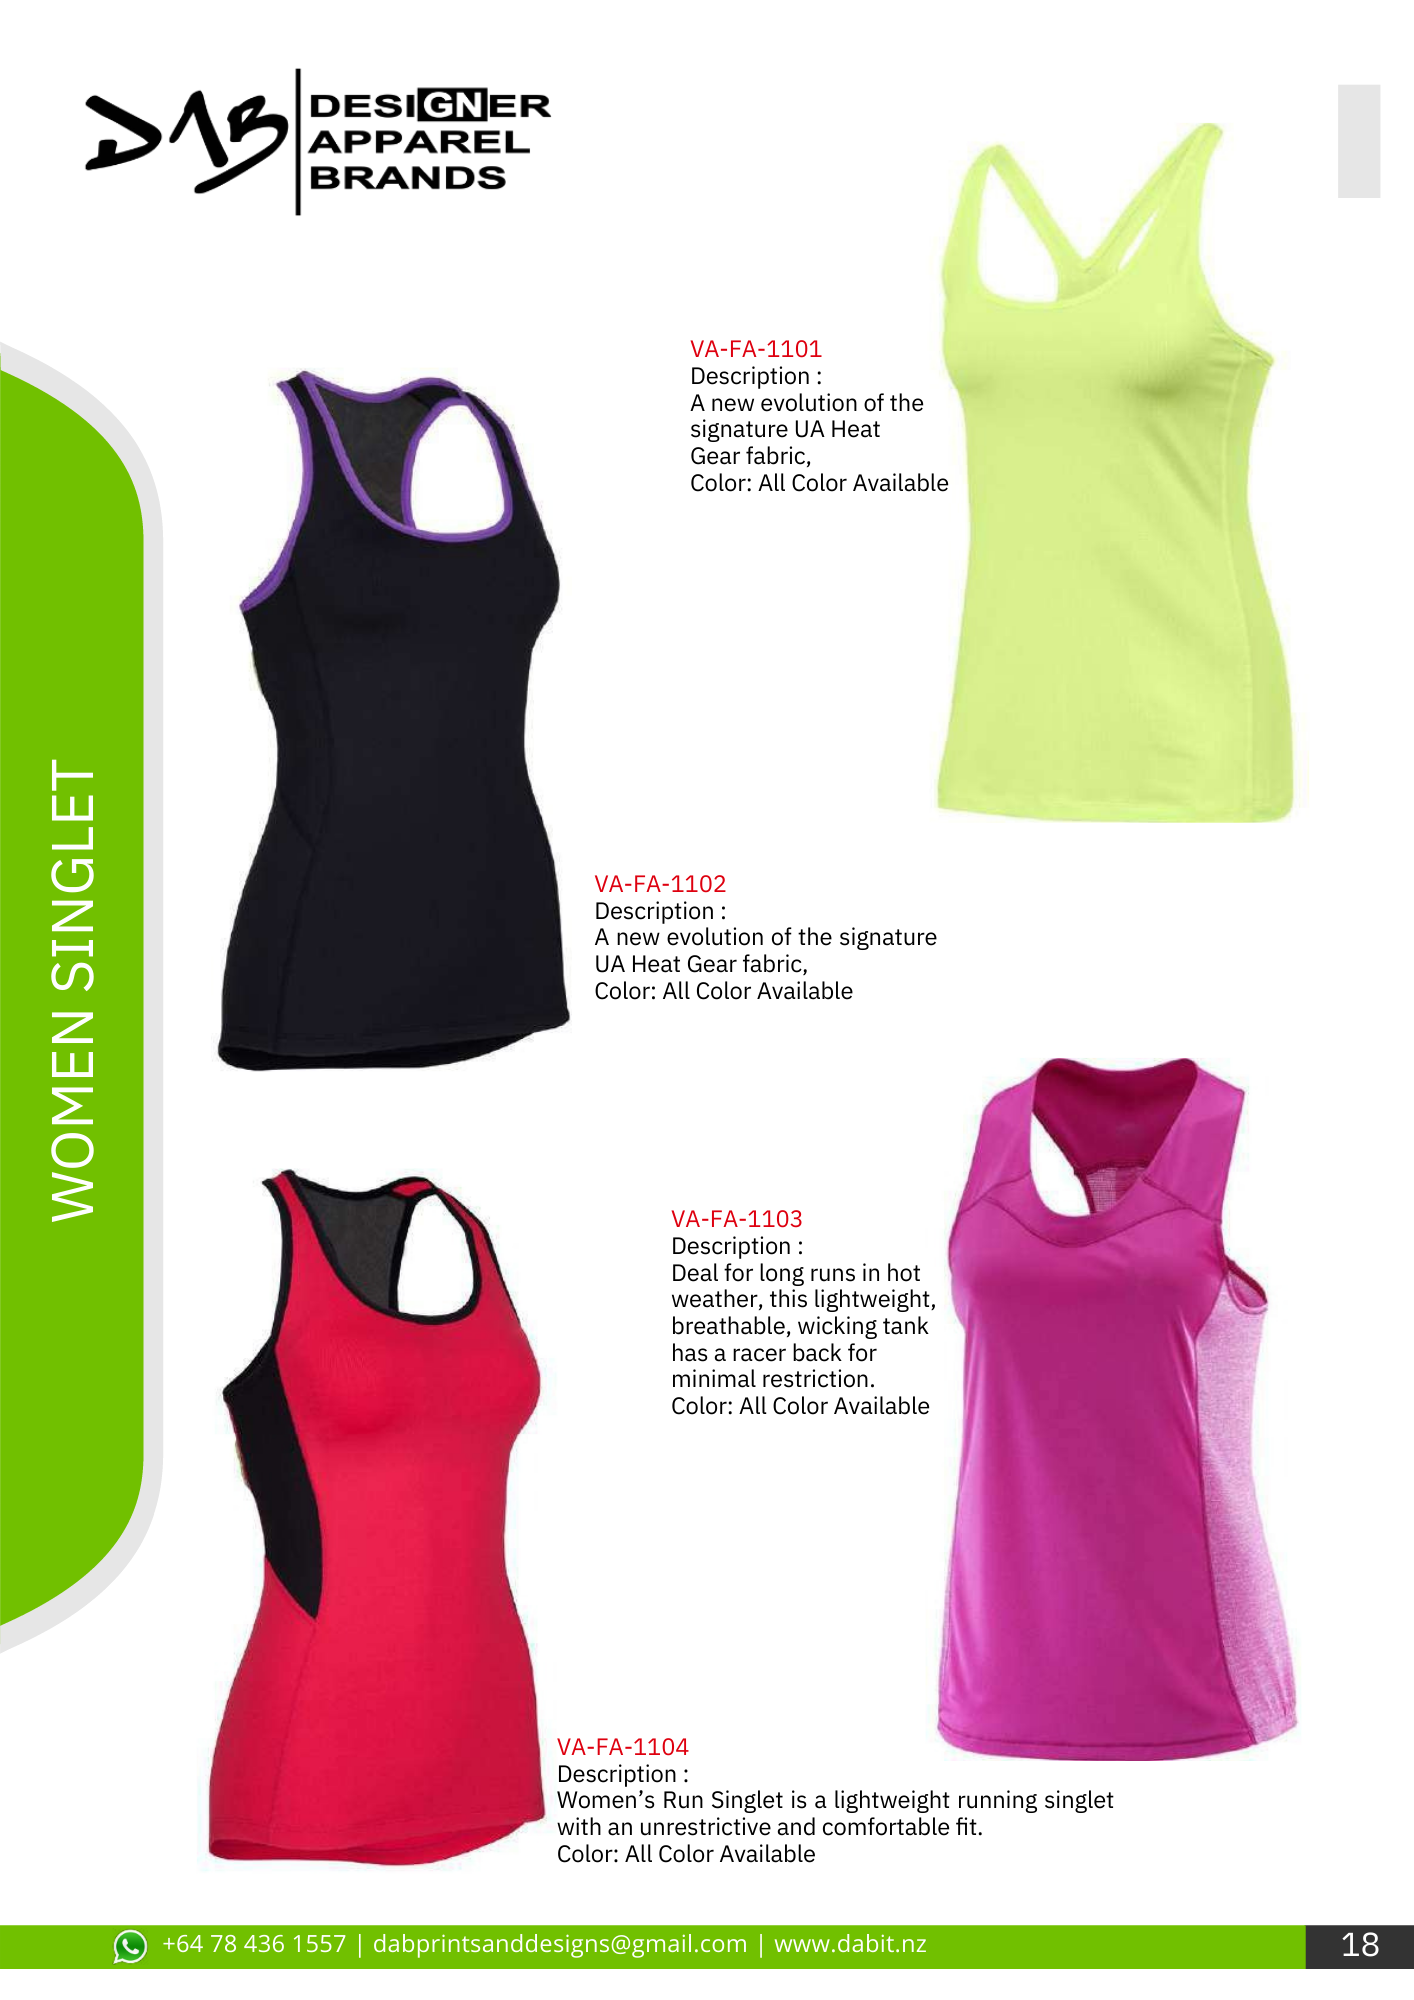 DAB
DESIGNER
APPAREL
BRANDS
VA-FA-1101
Description :
A new evolution of the
signature UA Heat
Gear fabric,
Color: All Color Available
VA-FA-1102
Description :
A new evolution of the signature
UA Heat Gear fabric,
Color: All Color Available
WOMEN SINGLET
VA-FA-1103
Description :
Deal for long runs in hot
weather, this lightweight,
breathable, wicking tank
has a racer back for
minimal restriction.
Color: All Color Available
VA-FA-1104
Description :
Women’s Run Singlet is a lightweight running singlet
with an unrestrictive and comfortable fit.
Color: All Color Available
+64 78 436 1557 | dabprintsanddesigns@gmail.com | www.dabit.nz
18